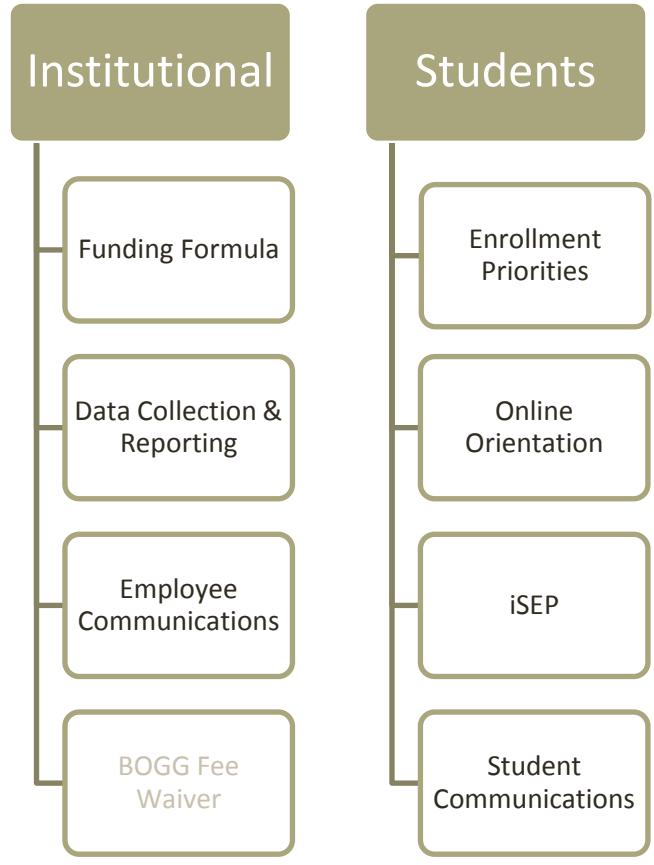 Institutional
Funding Formula
Data Collection &
Reporting
Employee
Communications
BOGG Fee
Waiver
Students
Enrollment
Priorities
Online
Orientation
iSEP
Student
Communications